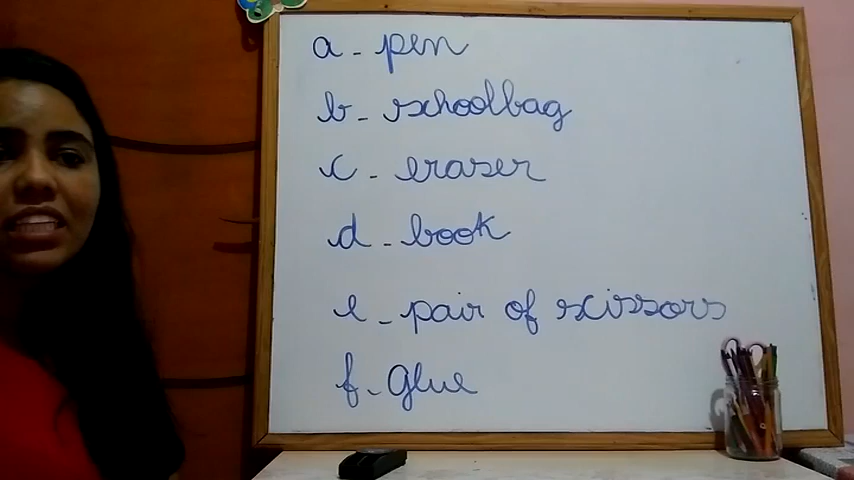 a - pen
b - schoolbag
c - eraser
d - book
e - pair of scissors
f - Glue